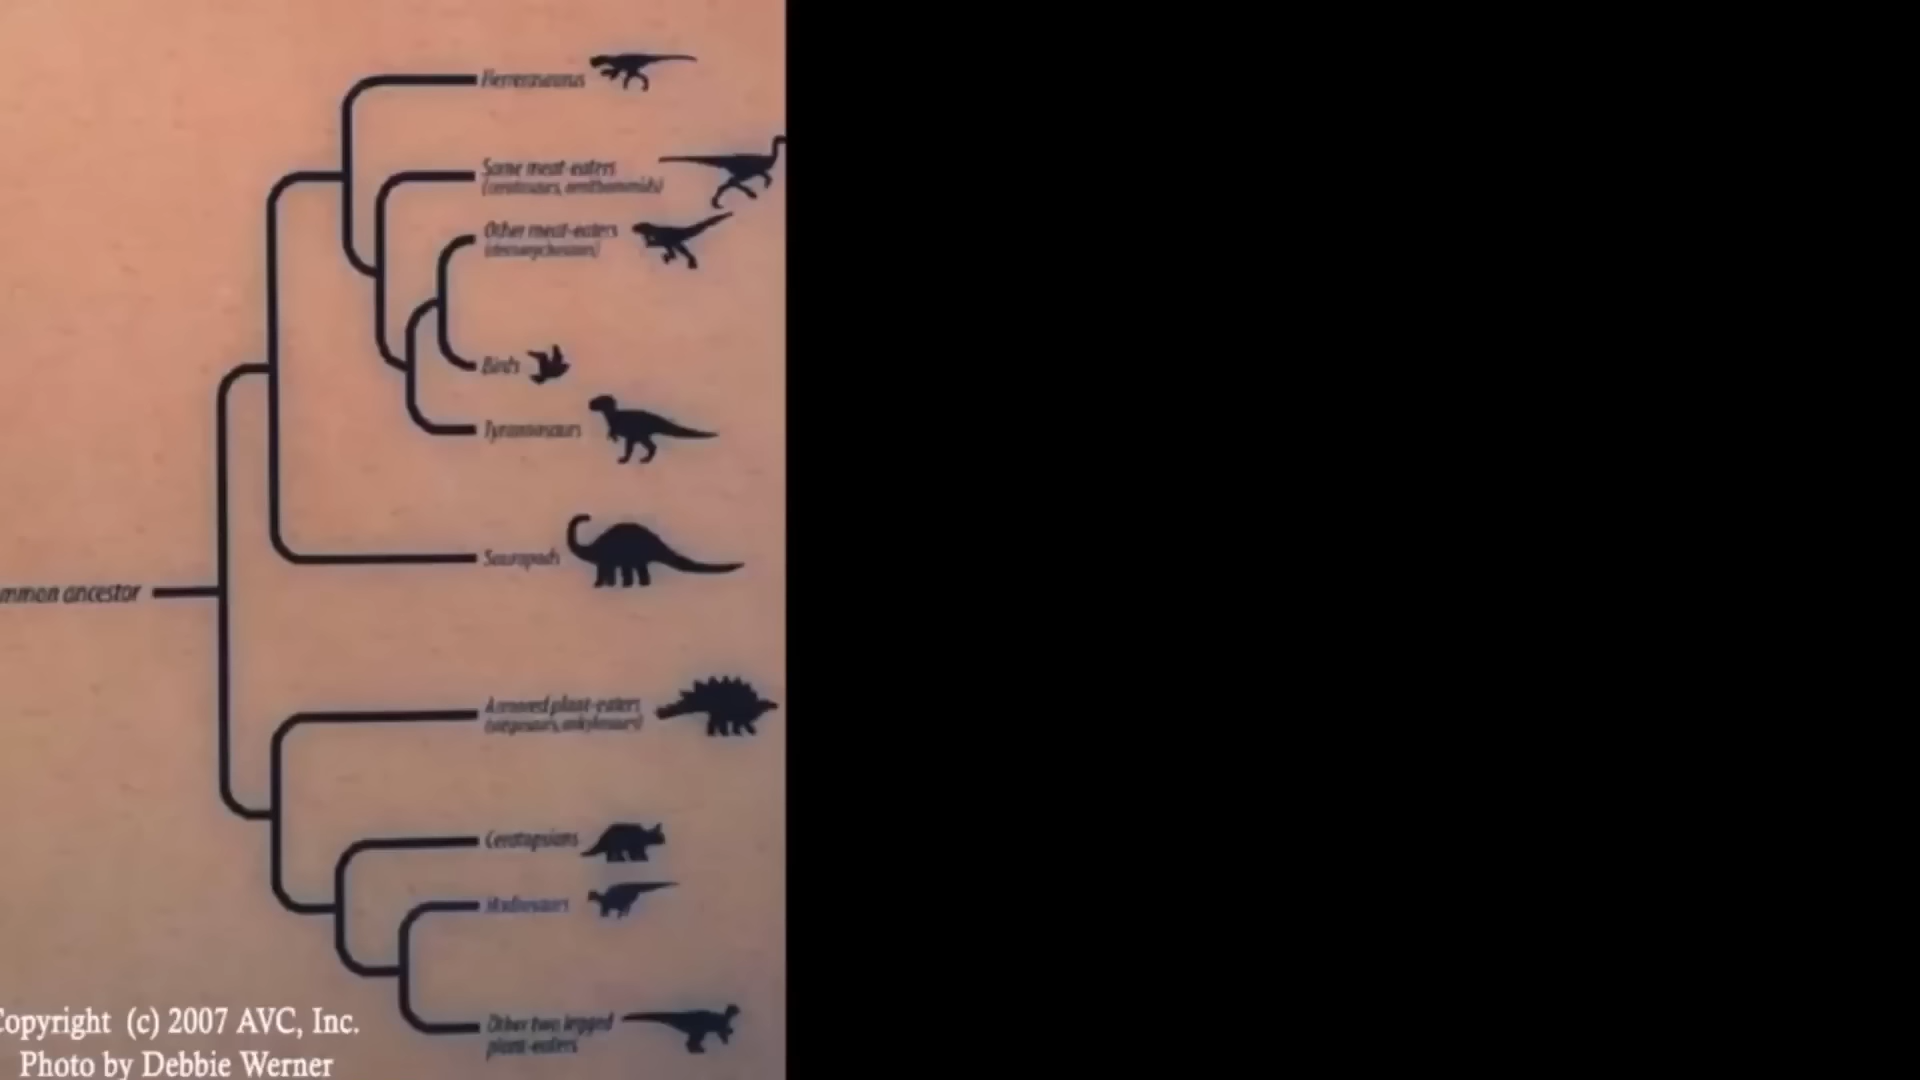 Herrerasaurus
Some meat-eaters
(ceratosaurs, ornithomimids)
Other meat-eaters
(deinonychosaurs)
Birds
Tyrannosaurs
Sauropods
mmon ancestor
Armored plant-eaters
(stegosaurs, ankylosaurs)
Ceratopsians
Hadrosaurs
Other two legged
plant-eaters
Copyright (c) 2007 AVC, Inc.
Photo by Debbie Werner